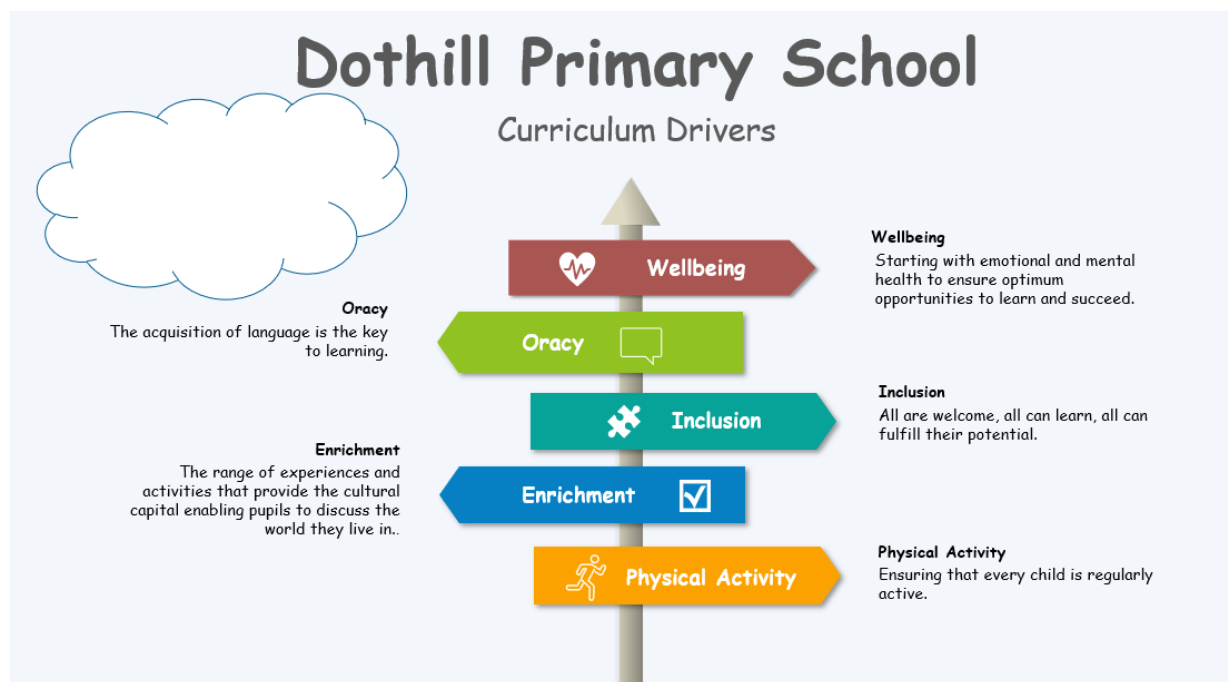 Dothill Primary School
Curriculum Drivers
Wellbeing
Wellbeing
Starting with emotional and mental
health to ensure optimum
opportunities to learn and succeed.
Oracy
The acquisition of language is the key
to learning.
Oracy
Inclusion
Inclusion
All are welcome, all can learn, all can
fulfill their potential.
Enrichment
The range of experiences and
activities that provide the cultural
capital enabling pupils to discuss the
world they live in..
Enrichment
Physical Activity
Physical Activity
Ensuring that every child is regularly
active.